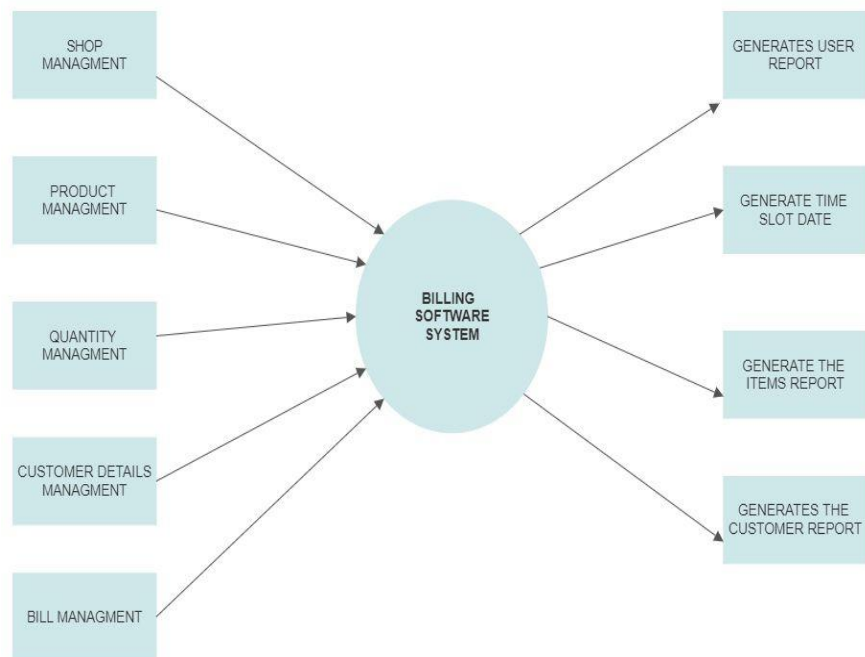 SHOP
MANAGMENT
PRODUCT
MANAGMENT
QUANTITY
MANAGMENT
CUSTOMER DETAILS
MANAGMENT
BILL MANAGMENT
BILLING
SOFTWARE
SYSTEM
GENERATES USER
REPORT
GENERATE TIME
SLOT DATE
GENERATE THE
ITEMS REPORT
GENERATES THE
CUSTOMER REPORT